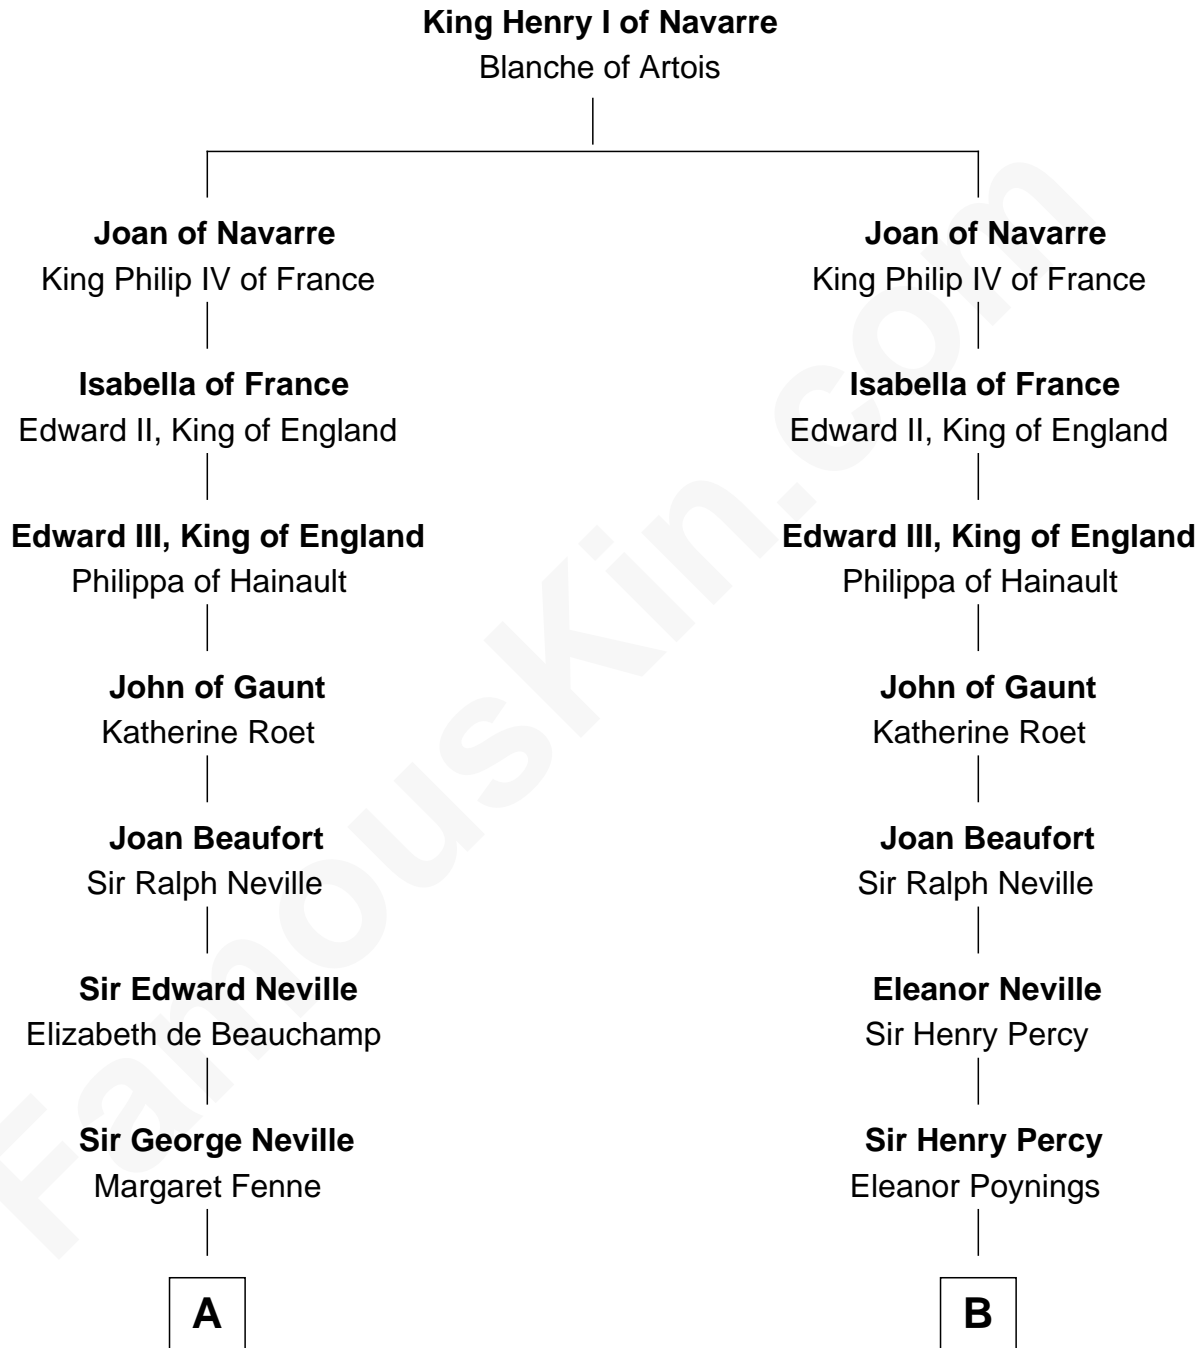 King Henry I of Navarre
Blanche of Artois
Joan of Navarre
King Philip IV of France
Isabella of France
Edward II, King of England
Edward III, King of England
Philippa of Hainault
John of Gaunt
Katherine Roet
Joan Beaufort
Sir Ralph Neville
Sir Edward Neville
Elizabeth de Beauchamp
Sir George Neville
Margaret Fenne
A
Joan of Navarre
King Philip IV of France
Isabella of France
Edward II, King of England
Edward III, King of England
Philippa of Hainault
John of Gaunt
Katherine Roet
Joan Beaufort
Sir Ralph Neville
Eleanor Neville
Sir Henry Percy
Sir Henry Percy
Eleanor Poynings
B
FamousKin.com